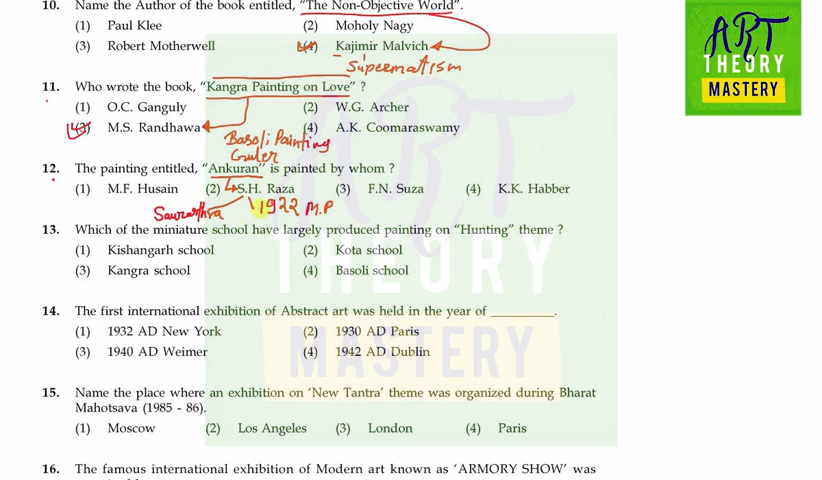 10. Name the Author of the book entitled, "The Non-Objective World".
(1) Paul Klee (2) Moholy Nagy
(3) Robert Motherwell (4) Kajimir Malvich
Supermatism
11. Who wrote the book, "Kangra Painting on Love" ?
(1) O.C. Ganguly (2) W.G. Archer
(3) M.S. Randhawa (4) A.K. Coomaraswamy
Basoli Painting
Guler
12. The painting entitled, "Ankuran" is painted by whom ?
(1) M.F. Husain (2) S.H. Raza (3) F.N. Suza (4) K.K. Habber
Saurashtra 1922 M.P
13. Which of the miniature school have largely produced painting on "Hunting" theme ?
(1) Kishangarh school (2) Kota school
(3) Kangra school (4) Basoli school
14. The first international exhibition of Abstract art was held in the year of _________.
(1) 1932 AD New York (2) 1930 AD Paris
(3) 1940 AD Weimer (4) 1942 AD Dublin
15. Name the place where an exhibition on 'New Tantra' theme was organized during Bharat
Mahotsava (1985 - 86).
(1) Moscow (2) Los Angeles (3) London (4) Paris
16. The famous international exhibition of Modern art known as 'ARMORY SHOW' was
ART
THEORY
MASTERY
ART
THEORY
MASTERY